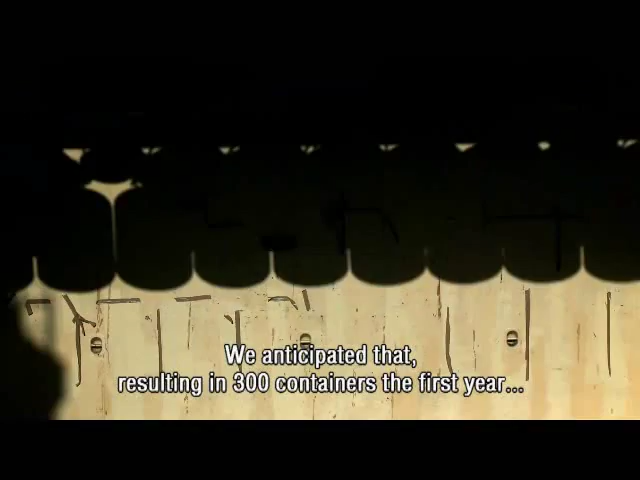 We anticipated that,
resulting in 300 containers the first year...